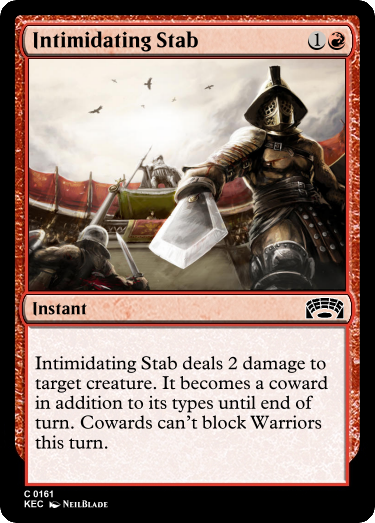 Intimidating Stab 1
Instant
Intimidating Stab deals 2 damage to
target creature. It becomes a coward
in addition to its types until end of
turn. Cowards can't block Warriors
this turn.
C 0161
KEC NEILBLADE